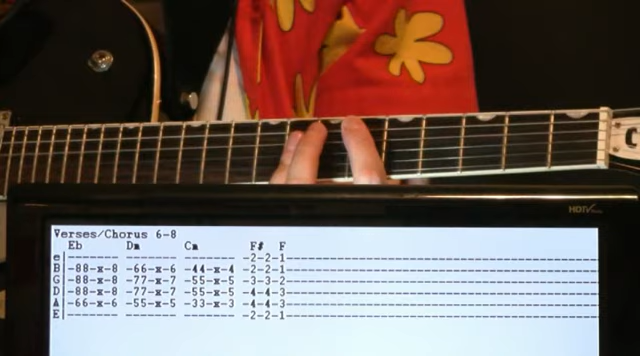 G
HDTV
Verses/Chorus 6-8
Eb Dm Cm F# F
e|------- ------- ------- -2-2-1-
B|-88-x-8 -66-x-6 -44-x-4 -2-2-1-
G|-88-x-8 -77-x-7 -55-x-5 -3-3-2-
D|-88-x-8 -77-x-7 -55-x-5 -4-4-3-
A|-66-x-6 -55-x-5 -33-x-3 -4-4-3-
E|------- ------- ------- -2-2-1-